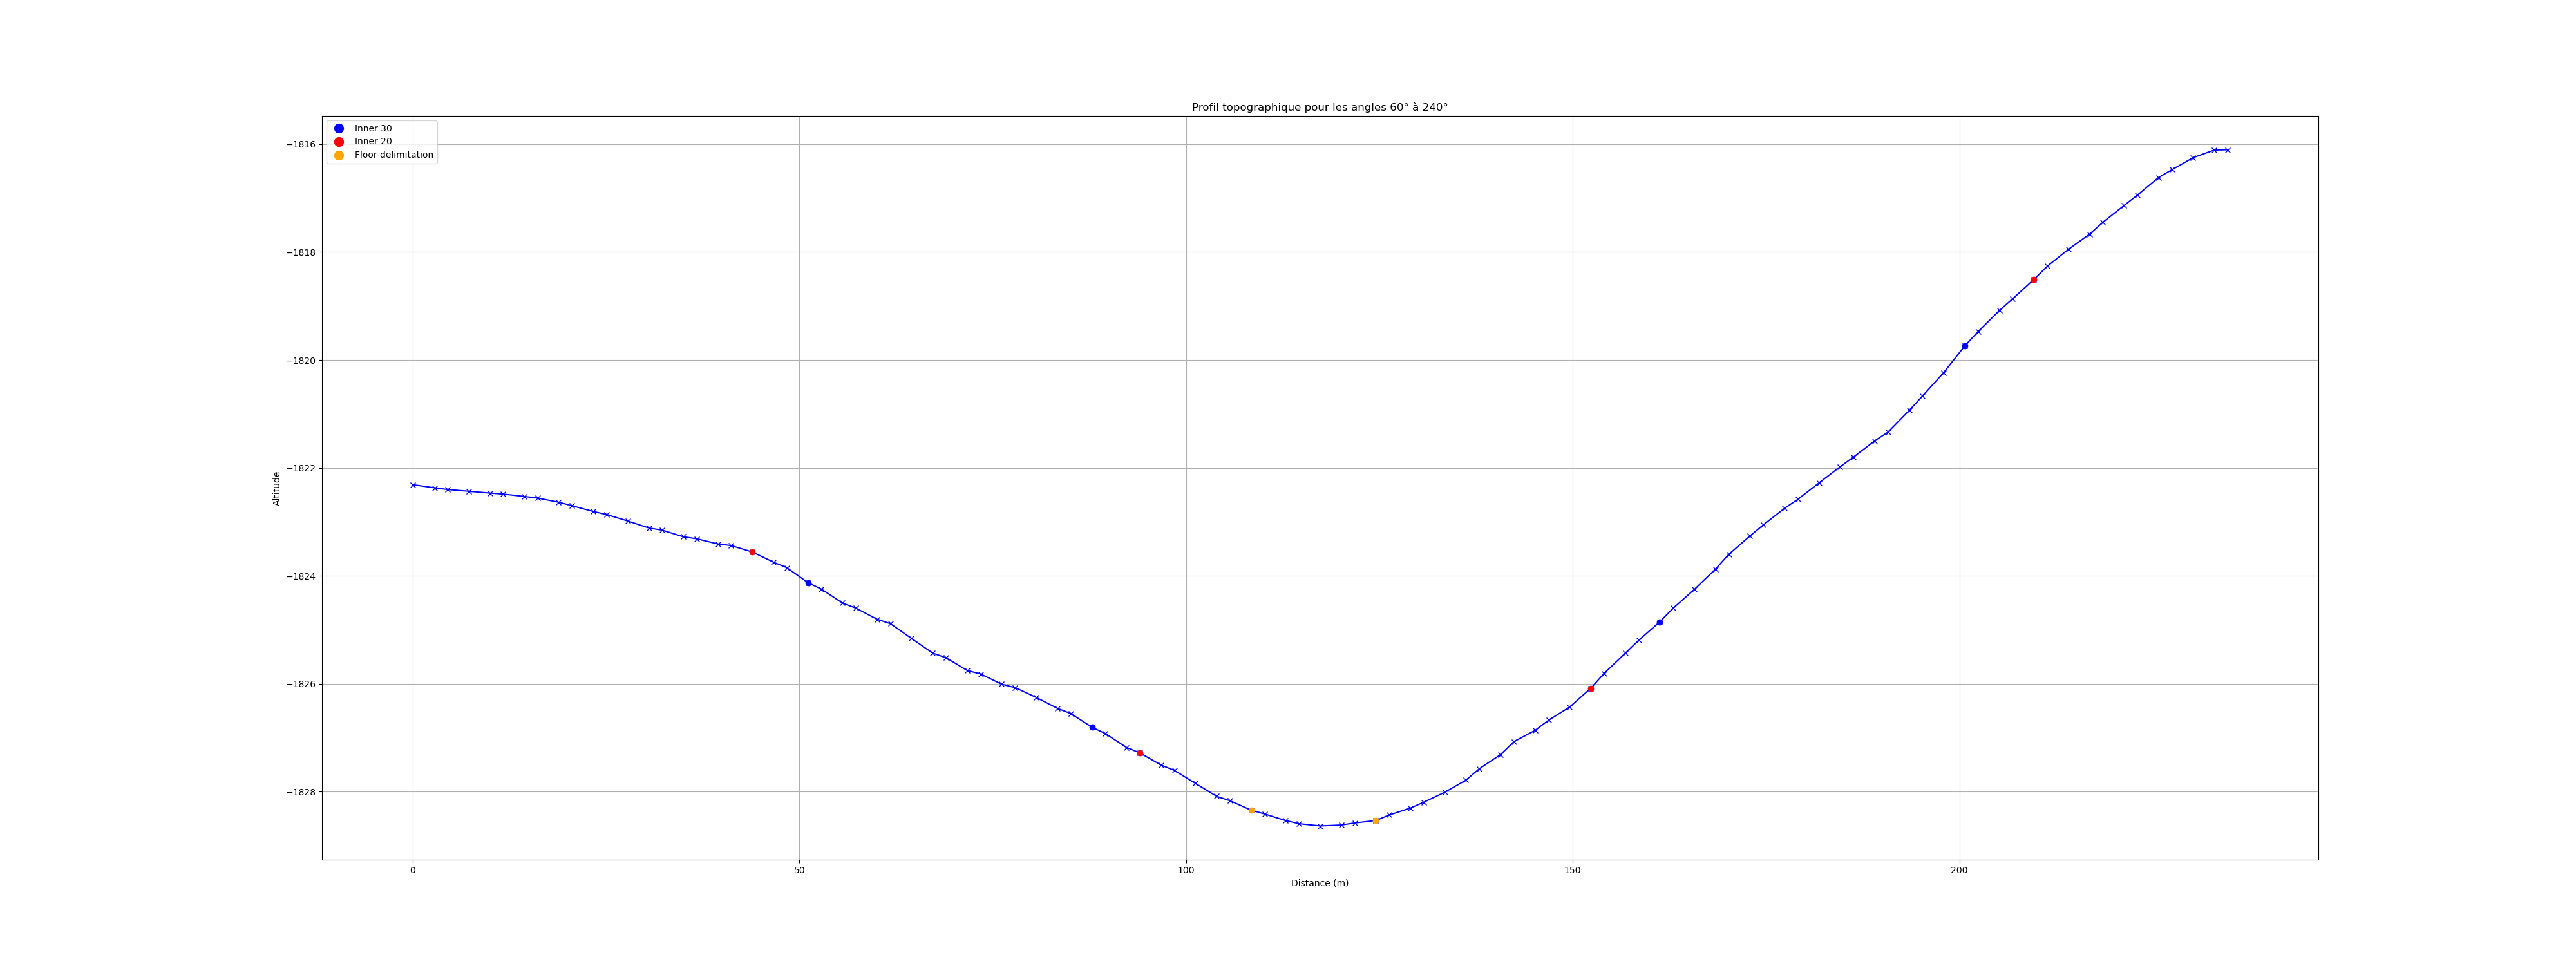 Profil topographique pour les angles 60° à 240°
Inner 30
Inner 20
Floor delimitation
Altitude
−1816
−1818
−1820
−1822
−1824
−1826
−1828
0
50
100
150
200
Distance (m)